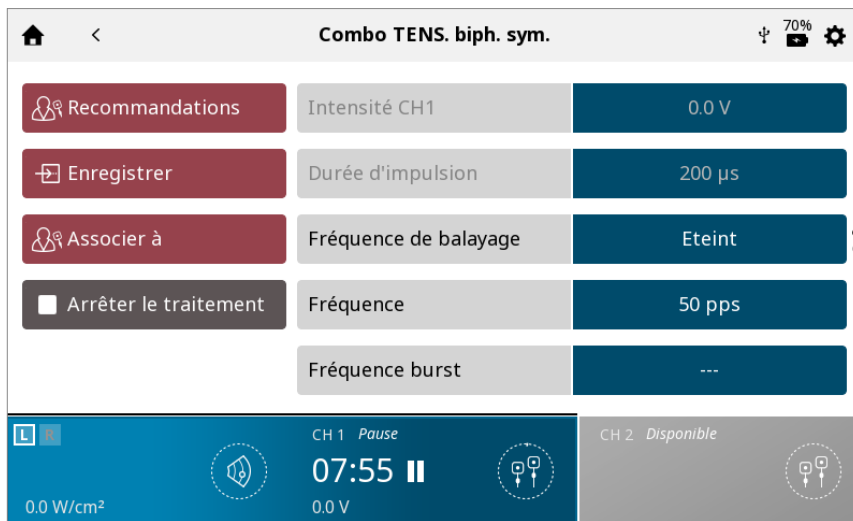 Combo TENS. biph. sym.
70%
Recommandations
Intensité CH1
0.0 V
Enregistrer
Durée d'impulsion
200 µs
Associer à
Fréquence de balayage
Eteint
Arrêter le traitement
Fréquence
50 pps
Fréquence burst
---
L R
CH 1 Pause
CH 2 Disponible
07:55
0.0 W/cm²
0.0 V